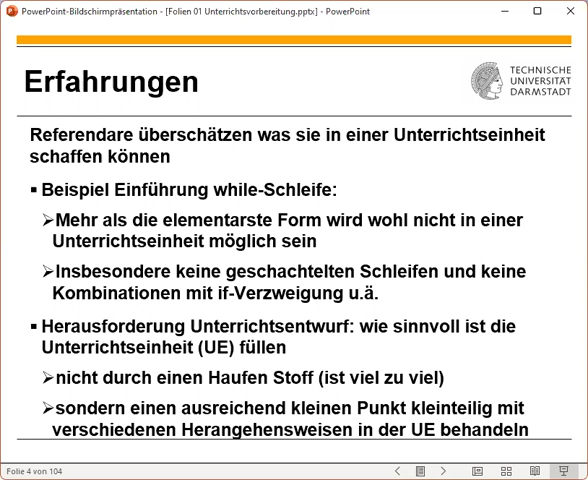 PowerPoint-Bildschirmpräsentation - [Folien 01 Unterrichtsvorbereitung.pptx] - PowerPoint
Erfahrungen
TECHNISCHE
UNIVERSITÄT
DARMSTADT
Referendare überschätzen was sie in einer Unterrichtseinheit
schaffen können
▪ Beispiel Einführung while-Schleife:
➢Mehr als die elementarste Form wird wohl nicht in einer
Unterrichtseinheit möglich sein
➢Insbesondere keine geschachtelten Schleifen und keine
Kombinationen mit if-Verzweigung u.ä.
▪ Herausforderung Unterrichtsentwurf: wie sinnvoll ist die
Unterrichtseinheit (UE) füllen
➢nicht durch einen Haufen Stoff (ist viel zu viel)
➢sondern einen ausreichend kleinen Punkt kleinteilig mit
verschiedenen Herangehensweisen in der UE behandeln
Folie 4 von 104